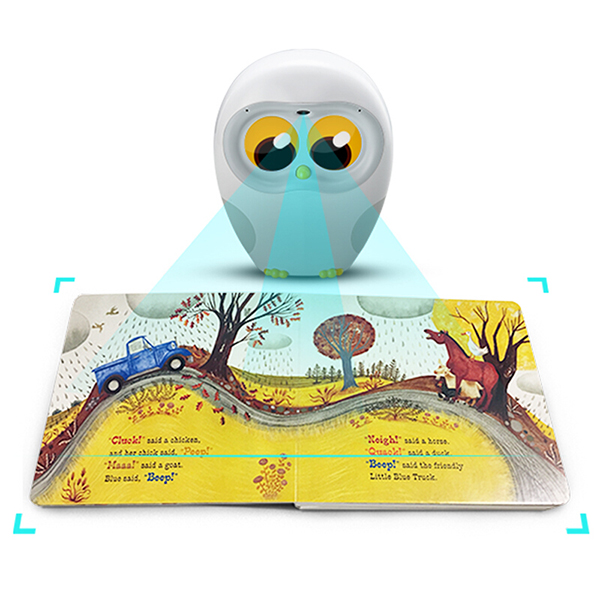 "Cluck!" said a chicken,
and her chick said, "Peep!"
"Maaa!" said a goat.
Blue said, "Beep!"
"Neigh!" said a horse.
"Quack!" said a duck.
"Beep!" said the friendly
Little Blue Truck.